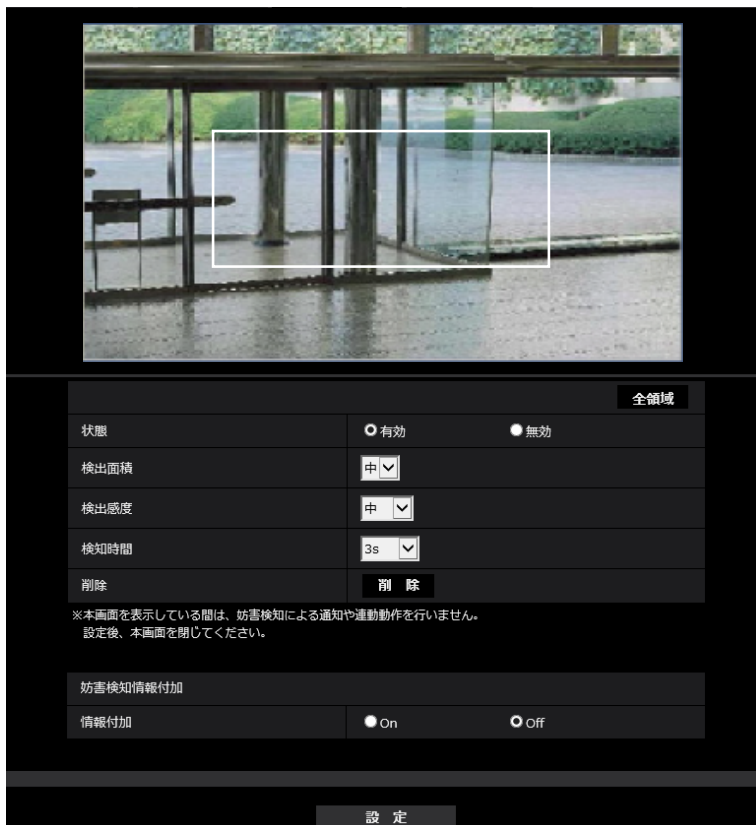 全領域
状態 有効 無効
検出面積 中
検出感度 中
検知時間 3s
削除 削 除
※本画面を表示している間は、妨害検知による通知や連動動作を行いません。
設定後、本画面を閉じてください。
妨害検知情報付加
情報付加 On Off
設 定